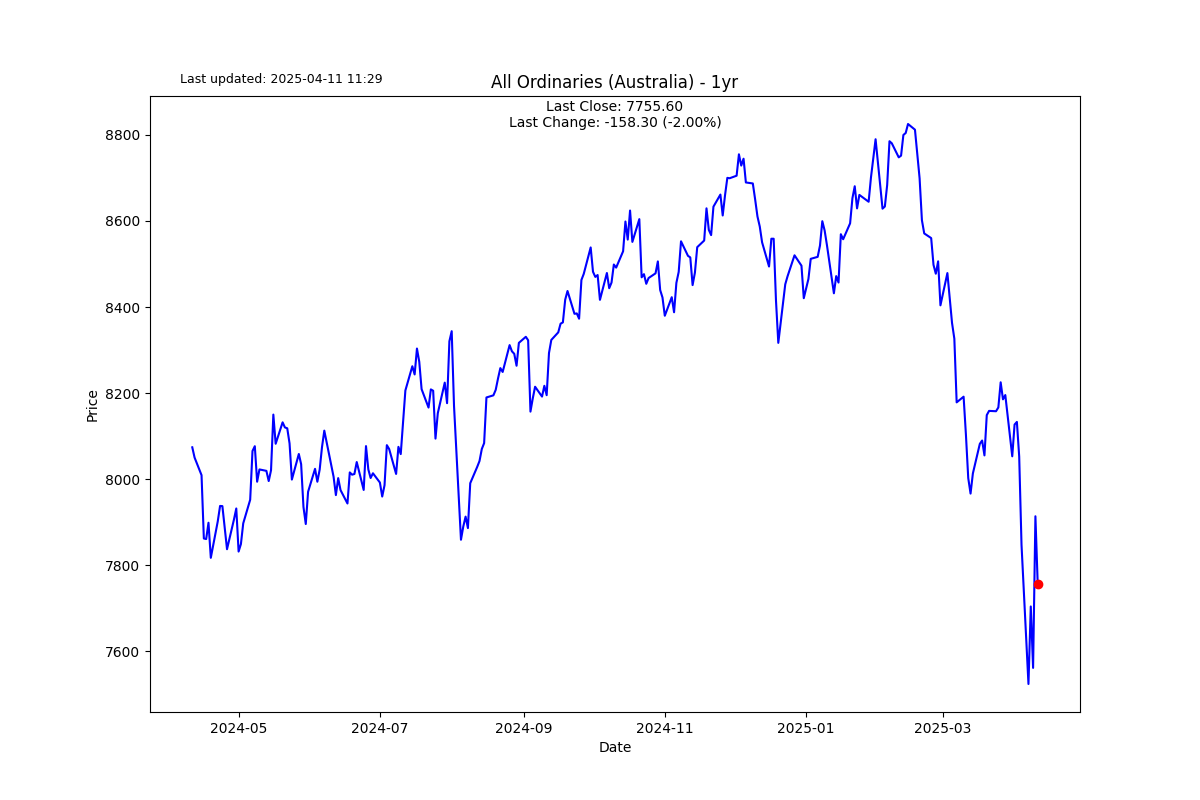 Last updated: 2025-04-11 11:29
All Ordinaries (Australia) - 1yr
Last Close: 7755.60
Last Change: -158.30 (-2.00%)
8800
8600
8400
8200
8000
7800
7600
Price
2024-05
2024-07
2024-09
2024-11
2025-01
2025-03
Date